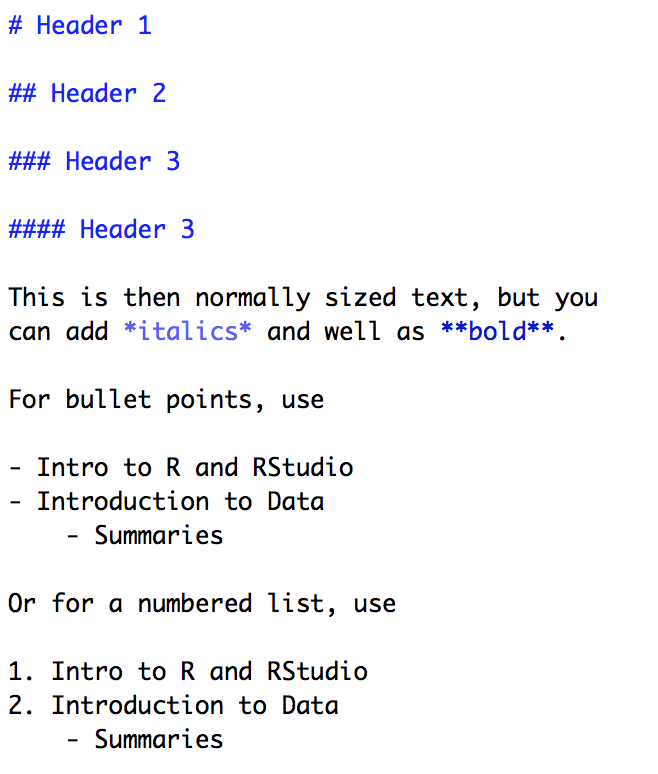 # Header 1
## Header 2
### Header 3
#### Header 3
This is then normally sized text, but you
can add *italics* and well as **bold**.
For bullet points, use
- Intro to R and RStudio
- Introduction to Data
    - Summaries
Or for a numbered list, use
1. Intro to R and RStudio
2. Introduction to Data
    - Summaries